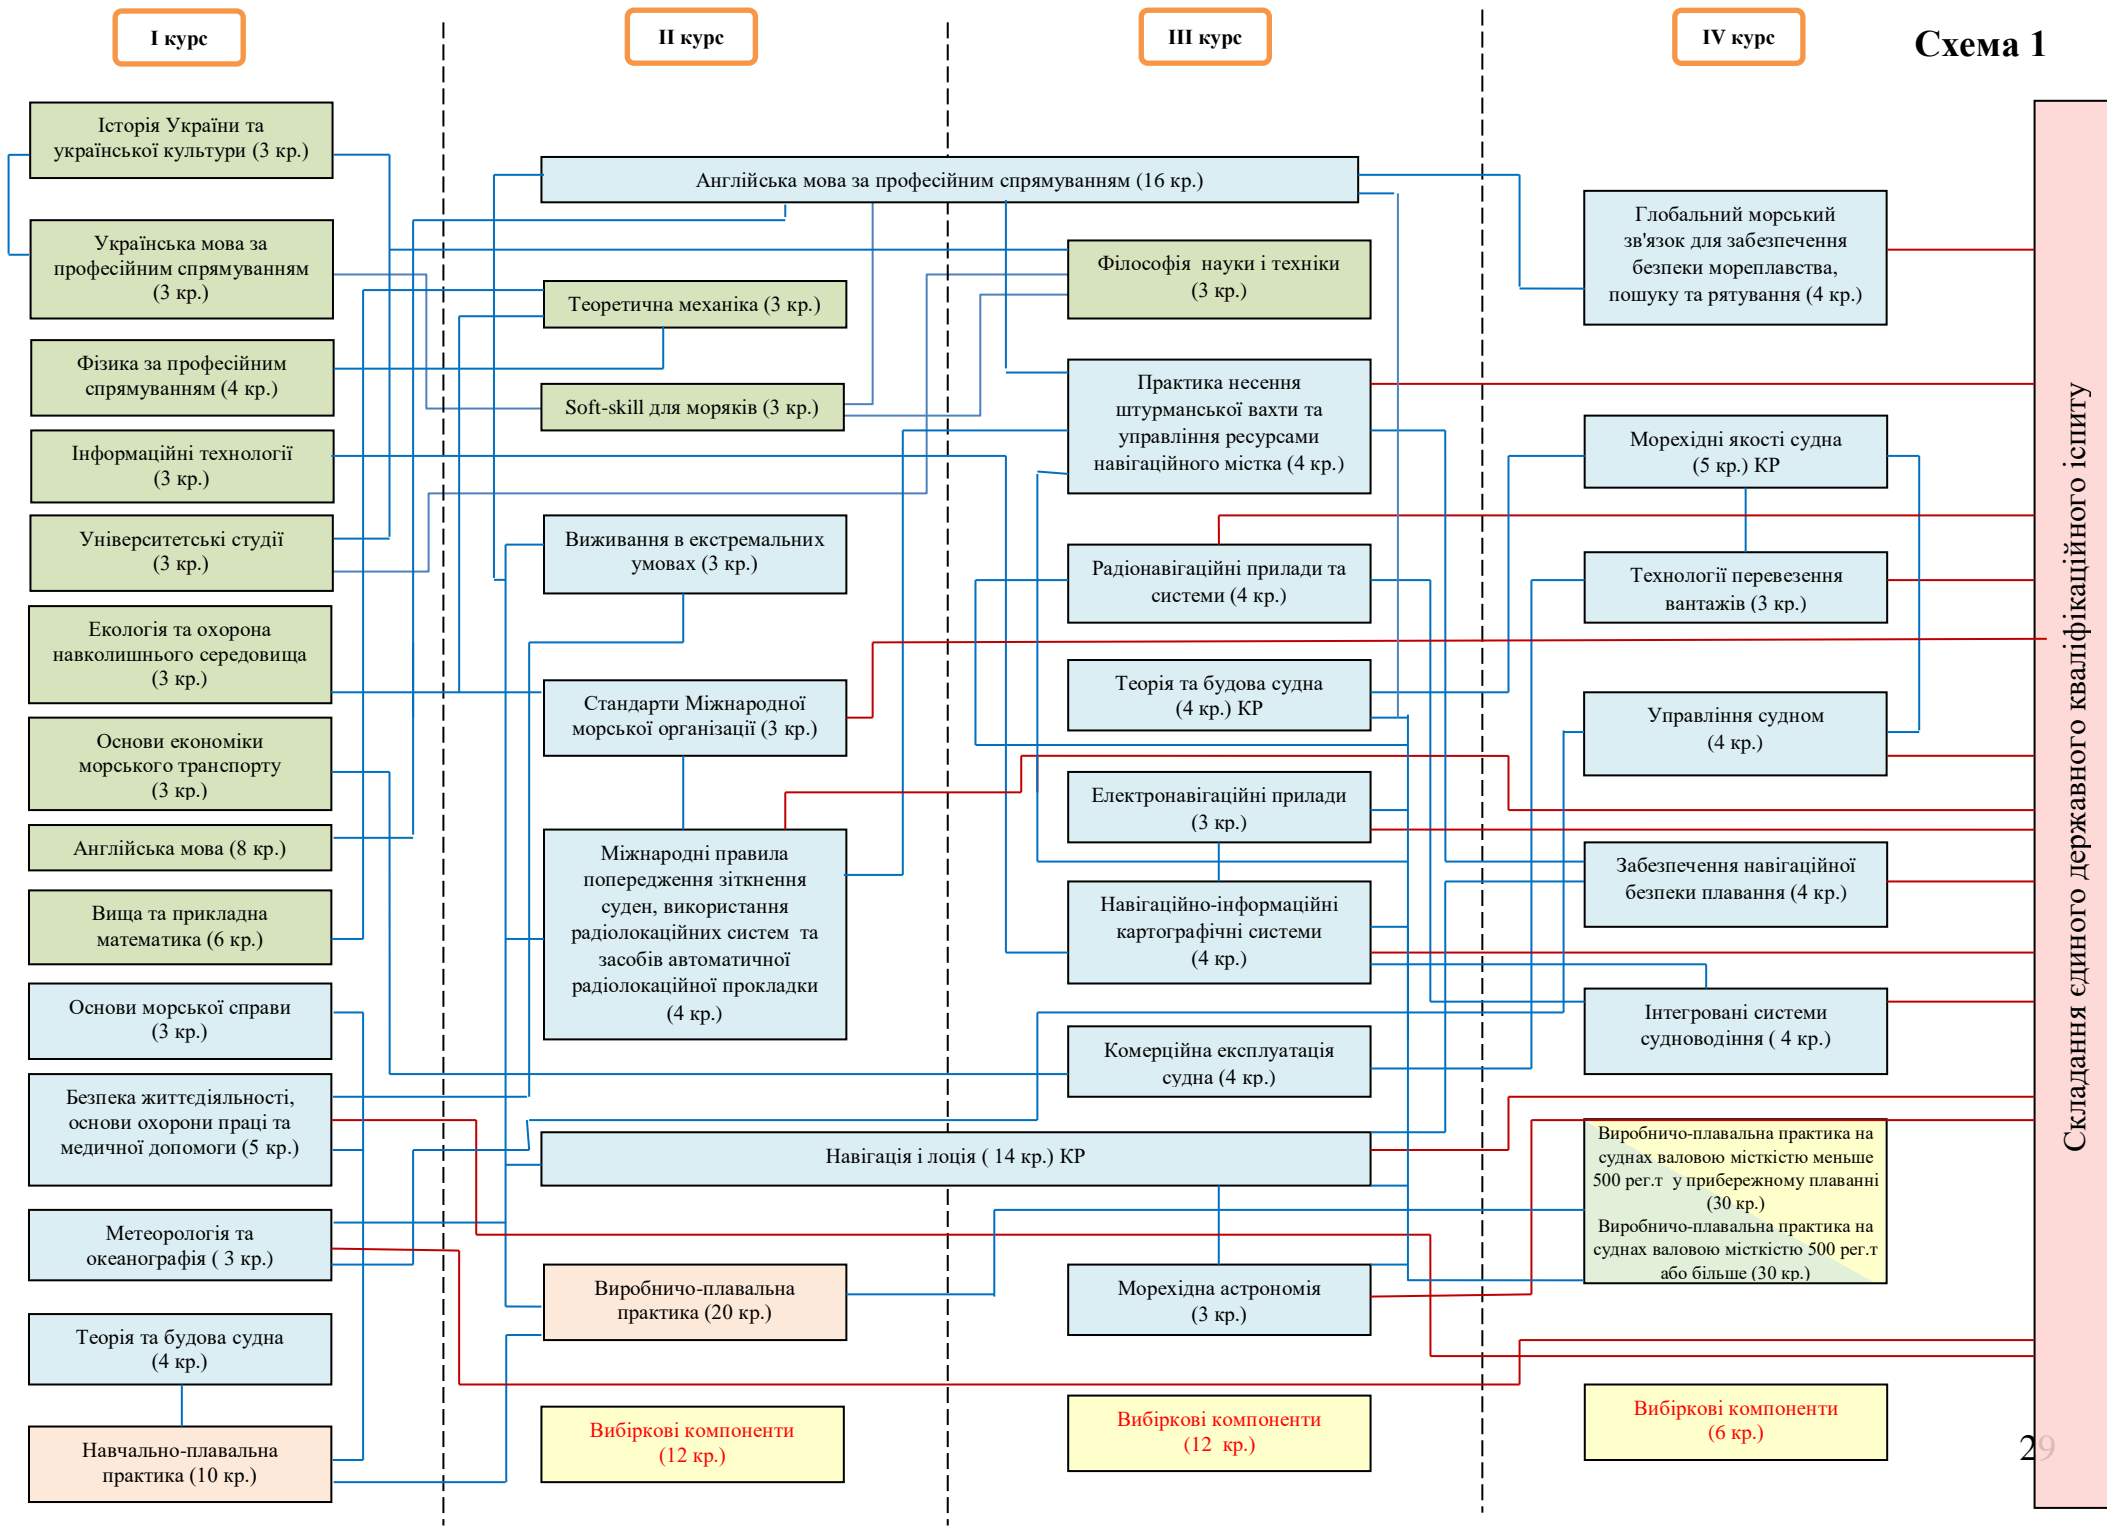 I курс
II курс
III курс
IV курс
Схема 1
Історія України та
української культури (3 кр.)
Українська мова за
професійним спрямуванням
(3 кр.)
Фізика за професійним
спрямуванням (4 кр.)
Інформаційні технології
(3 кр.)
Університетські студії
(3 кр.)
Екологія та охорона
навколишнього середовища
(3 кр.)
Основи економіки
морського транспорту
(3 кр.)
Англійська мова (8 кр.)
Вища та прикладна
математика (6 кр.)
Основи морської справи
(3 кр.)
Безпека життєдіяльності,
основи охорони праці та
медичної допомоги (5 кр.)
Метеорологія та
океанографія ( 3 кр.)
Теорія та будова судна
(4 кр.)
Навчально-плавальна
практика (10 кр.)
Англійська мова за професійним спрямуванням (16 кр.)
Теоретична механіка (3 кр.)
Soft-skill для моряків (3 кр.)
Виживання в екстремальних
умовах (3 кр.)
Стандарти Міжнародної
морської організації (3 кр.)
Міжнародні правила
попередження зіткнення
суден, використання
радіолокаційних систем та
засобів автоматичної
радіолокаційної прокладки
(4 кр.)
Навігація і лоція ( 14 кр.) КР
Виробничо-плавальна
практика (20 кр.)
Вибіркові компоненти
(12 кр.)
Філософія науки і техніки
(3 кр.)
Практика несення
штурманської вахти та
управління ресурсами
навігаційного містка (4 кр.)
Радіонавігаційні прилади та
системи (4 кр.)
Теорія та будова судна
(4 кр.) КР
Електронавігаційні прилади
(3 кр.)
Навігаційно-інформаційні
картографічні системи
(4 кр.)
Комерційна експлуатація
судна (4 кр.)
Морехідна астрономія
(3 кр.)
Вибіркові компоненти
(12 кр.)
Глобальний морський
зв'язок для забезпечення
безпеки мореплавства,
пошуку та рятування (4 кр.)
Морехідні якості судна
(5 кр.) КР
Технології перевезення
вантажів (3 кр.)
Управління судном
(4 кр.)
Забезпечення навігаційної
безпеки плавання (4 кр.)
Інтегровані системи
судноводіння ( 4 кр.)
Виробничо-плавальна практика на
суднах валовою місткістю меньше
500 рег.т у прибережному плаванні
(30 кр.)
Виробничо-плавальна практика на
суднах валовою місткістю 500 рег.т
або більше (30 кр.)
Вибіркові компоненти
(6 кр.)
Складання єдиного державного кваліфікаційного іспиту
29